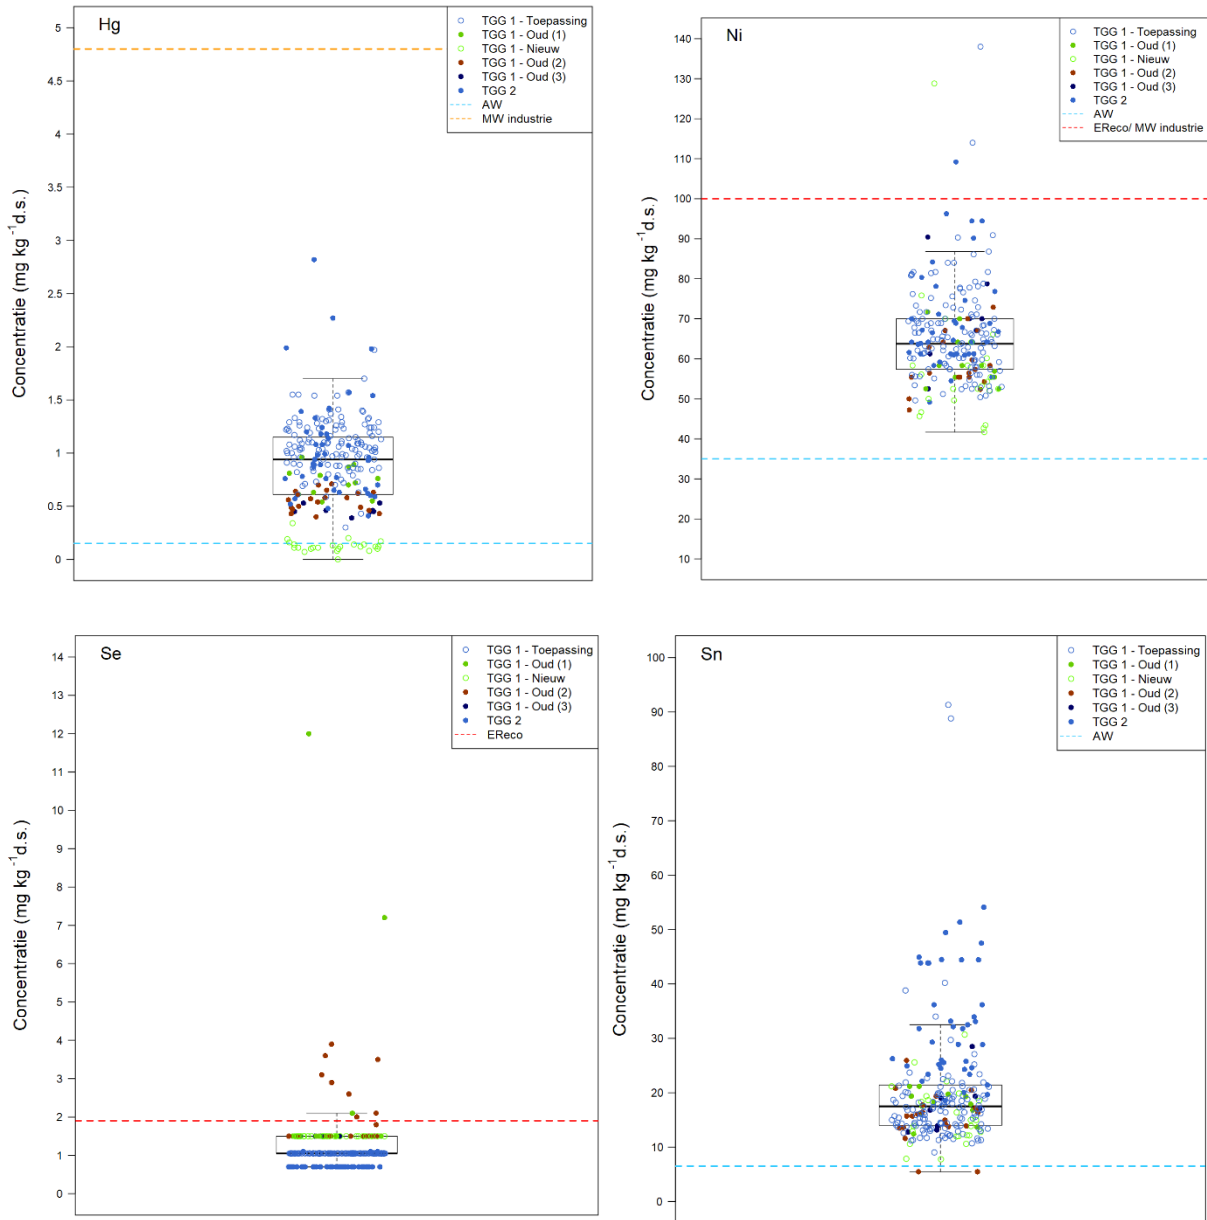 Hg
TGG 1 - Toepassing
TGG 1 - Oud (1)
TGG 1 - Nieuw
TGG 1 - Oud (2)
TGG 1 - Oud (3)
TGG 2
AW
MW industrie
Concentratie (mg kg⁻¹d.s.)
5
4.5
4
3.5
3
2.5
2
1.5
1
0.5
0
Ni
TGG 1 - Toepassing
TGG 1 - Oud (1)
TGG 1 - Nieuw
TGG 1 - Oud (2)
TGG 1 - Oud (3)
TGG 2
AW
EReco/ MW industrie
Concentratie (mg kg⁻¹d.s.)
140
130
120
110
100
90
80
70
60
50
40
30
20
10
Se
TGG 1 - Toepassing
TGG 1 - Oud (1)
TGG 1 - Nieuw
TGG 1 - Oud (2)
TGG 1 - Oud (3)
TGG 2
EReco
Concentratie (mg kg⁻¹d.s.)
14
13
12
11
10
9
8
7
6
5
4
3
2
1
0
Sn
TGG 1 - Toepassing
TGG 1 - Oud (1)
TGG 1 - Nieuw
TGG 1 - Oud (2)
TGG 1 - Oud (3)
TGG 2
AW
Concentratie (mg kg⁻¹d.s.)
100
90
80
70
60
50
40
30
20
10
0